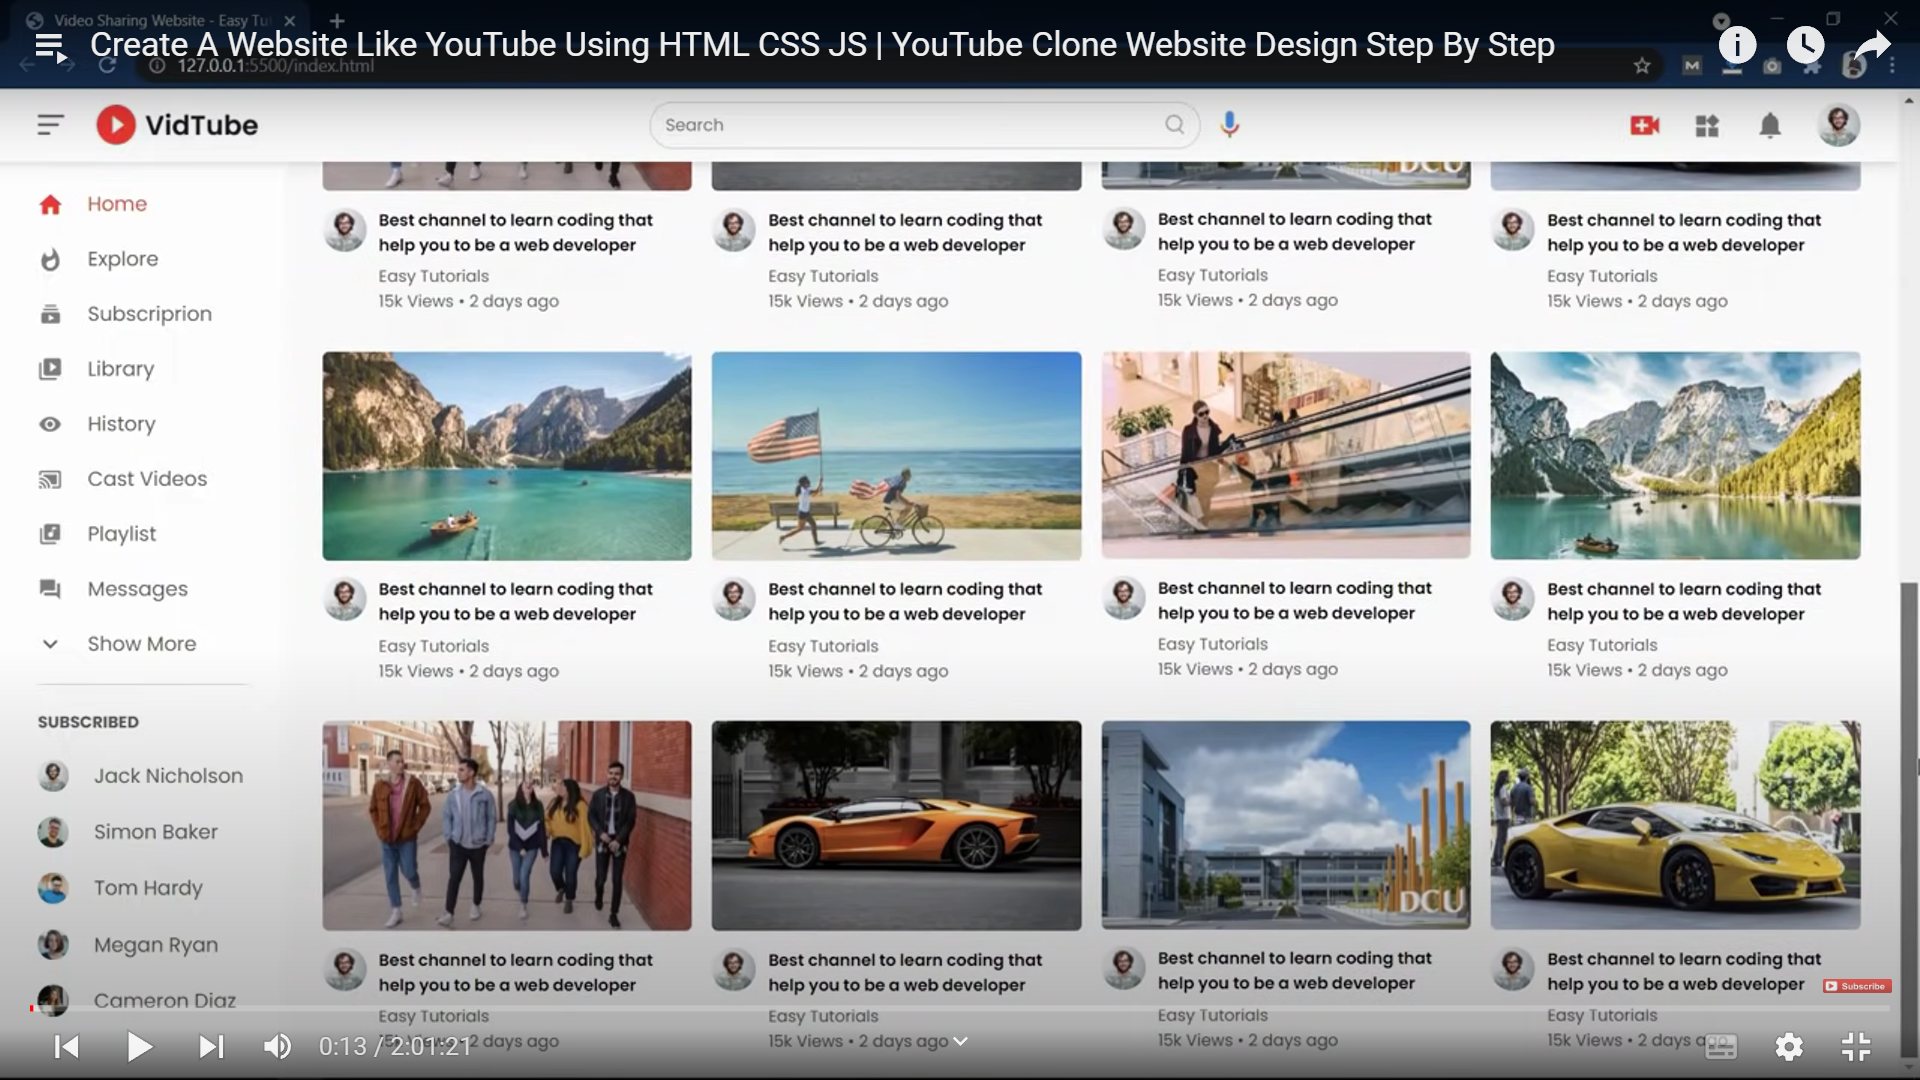 Video Sharing Website - Easy Tu
Create A Website Like YouTube Using HTML CSS JS | YouTube Clone Website Design Step By Step
127.0.0.1:5500/index.html
VidTube
Search
Home
Explore
Subscriprion
Library
History
Cast Videos
Playlist
Messages
Show More
SUBSCRIBED
Jack Nicholson
Simon Baker
Tom Hardy
Megan Ryan
Cameron Diaz
DCU
Best channel to learn coding that
help you to be a web developer
Easy Tutorials
15k Views • 2 days ago
Best channel to learn coding that
help you to be a web developer
Easy Tutorials
15k Views • 2 days ago
Best channel to learn coding that
help you to be a web developer
Easy Tutorials
15k Views • 2 days ago
Best channel to learn coding that
help you to be a web developer
Easy Tutorials
15k Views • 2 days ago
Best channel to learn coding that
help you to be a web developer
Easy Tutorials
15k Views • 2 days ago
Best channel to learn coding that
help you to be a web developer
Easy Tutorials
15k Views • 2 days ago
Best channel to learn coding that
help you to be a web developer
Easy Tutorials
15k Views • 2 days ago
Best channel to learn coding that
help you to be a web developer
Easy Tutorials
15k Views • 2 days ago
DCU
Best channel to learn coding that
help you to be a web developer
Easy Tutorials
2 days ago
Best channel to learn coding that
help you to be a web developer
Easy Tutorials
15k Views • 2 days ago
Best channel to learn coding that
help you to be a web developer
Easy Tutorials
15k Views • 2 days ago
Best channel to learn coding that
help you to be a web developer
Easy Tutorials
15k Views • 2 days
Subscribe
0:13 / 2:01:21